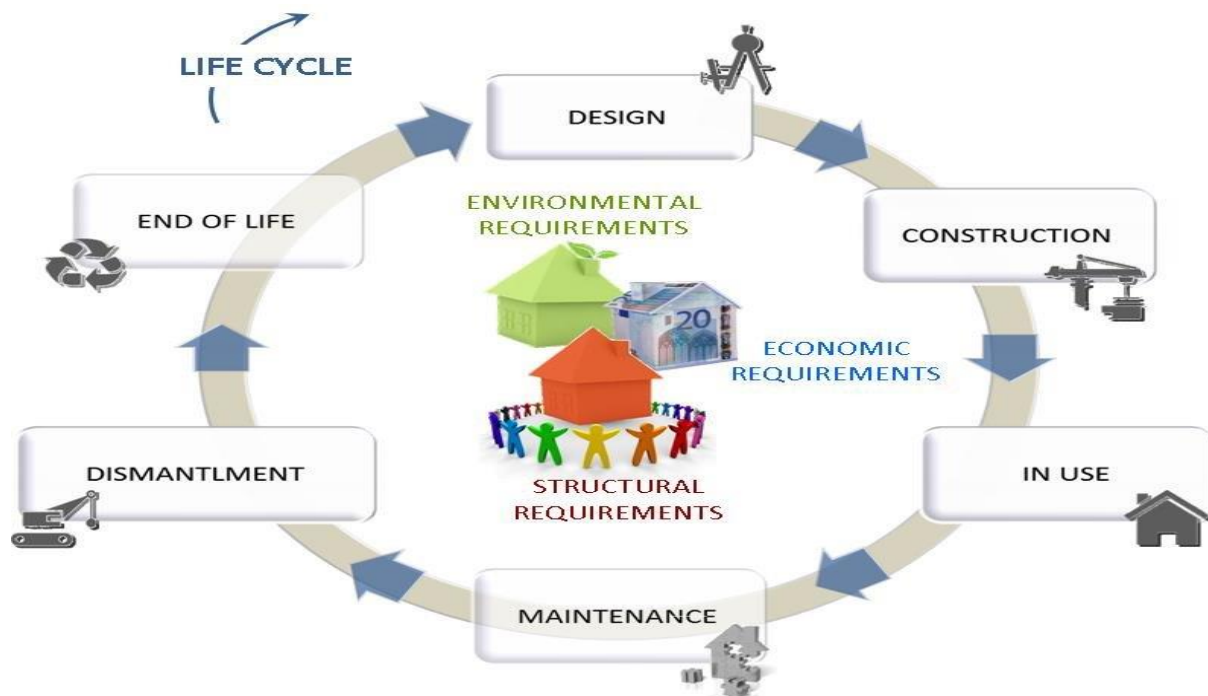 LIFE CYCLE
DESIGN
CONSTRUCTION
IN USE
MAINTENANCE
DISMANTLMENT
END OF LIFE
ENVIRONMENTAL
REQUIREMENTS
20
ECONOMIC
REQUIREMENTS
STRUCTURAL
REQUIREMENTS